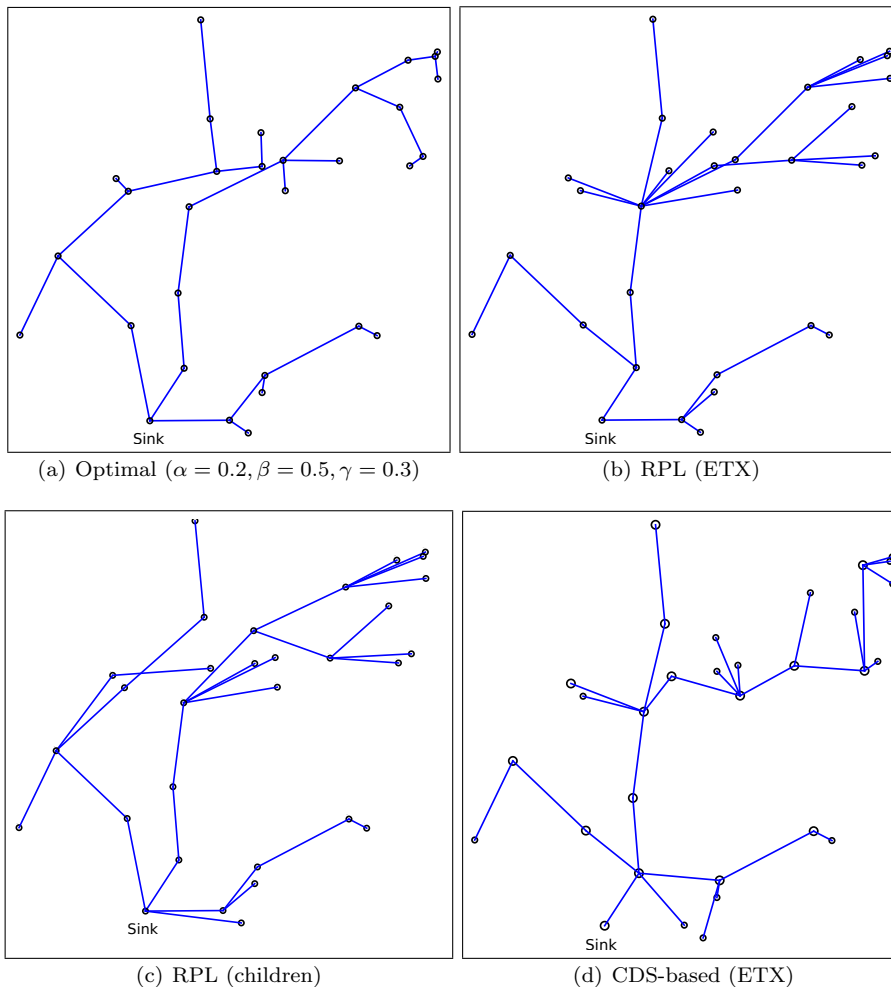 Sink
Sink
(a) Optimal (α = 0.2, β = 0.5, γ = 0.3)
(b) RPL (ETX)
Sink
Sink
(c) RPL (children)
(d) CDS-based (ETX)